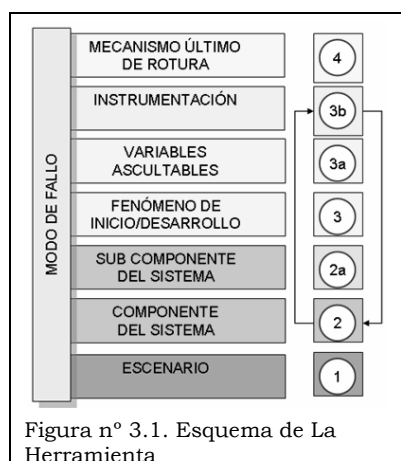 MODO DE FALLO
MECANISMO ÚLTIMO
DE ROTURA
4
INSTRUMENTACIÓN
3b
VARIABLES
ASCULTABLES
3a
FENÓMENO DE
INICIO/DESARROLLO
3
SUB COMPONENTE
DEL SISTEMA
2a
COMPONENTE
DEL SISTEMA
2
ESCENARIO
1
Figura nº 3.1. Esquema de La
Herramienta